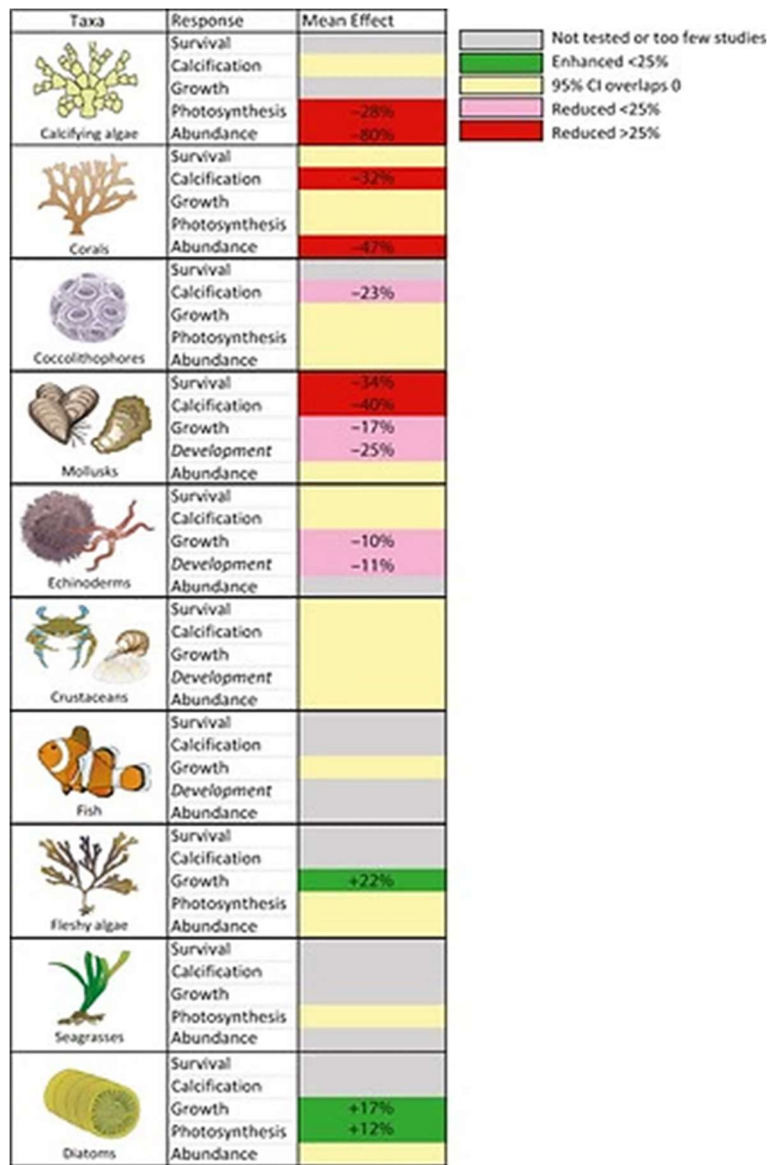 Taxa Response Mean Effect
Not tested or too few studies
Enhanced <25%
95% CI overlaps 0
Reduced <25%
Reduced >25%
Survival
Calcification
Growth
Photosynthesis −28%
Abundance −80%
Calcifying algae
Survival
Calcification −32%
Growth
Photosynthesis
Abundance −47%
Corals
Survival
Calcification −23%
Growth
Photosynthesis
Abundance
Coccolithophores
Survival −34%
Calcification −40%
Growth −17%
Development −25%
Abundance
Mollusks
Survival
Calcification
Growth −10%
Development −11%
Abundance
Echinoderms
Survival
Calcification
Growth
Development
Abundance
Crustaceans
Survival
Calcification
Growth
Development
Abundance
Fish
Survival
Calcification
Growth +22%
Photosynthesis
Abundance
Fleshy algae
Survival
Calcification
Growth
Photosynthesis
Abundance
Seagrasses
Survival
Calcification
Growth +17%
Photosynthesis +12%
Abundance
Diatoms